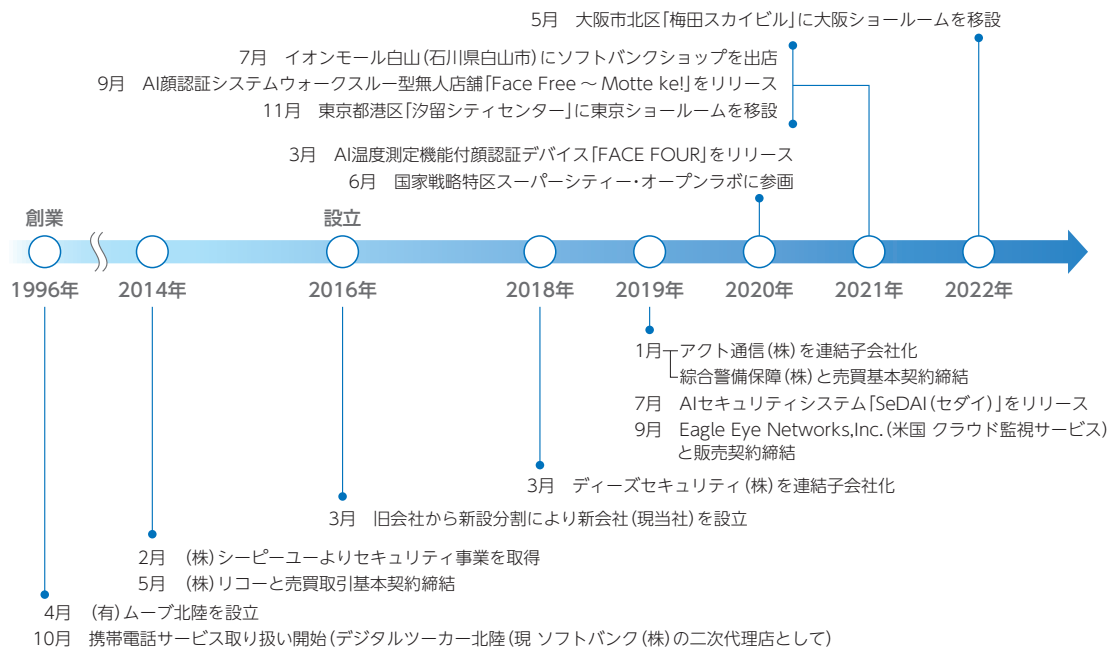 5月　大阪市北区「梅田スカイビル」に大阪ショールームを移設
7月　イオンモール白山(石川県白山市)にソフトバンクショップを出店
9月　AI顔認証システムウォークスルー型無人店舗「Face Free ～ Motte ke!」をリリース
11月　東京都港区「汐留シティセンター」に東京ショールームを移設
3月　AI温度測定機能付顔認証デバイス「FACE FOUR」をリリース
6月　国家戦略特区スーパーシティー・オープンラボに参画
創業
設立
1996年
2014年
2016年
2018年
2019年
2020年
2021年
2022年
1月 アクト通信(株)を連結子会社化
綜合警備保障(株)と売買基本契約締結
7月　AIセキュリティシステム「SeDAI(セダイ)」をリリース
9月　Eagle Eye Networks,Inc.(米国 クラウド監視サービス)
と販売契約締結
3月　ディーズセキュリティ(株)を連結子会社化
3月　旧会社から新設分割により新会社(現当社)を設立
2月　(株)シーピーユーよりセキュリティ事業を取得
5月　(株)リコーと売買取引基本契約締結
4月　(有)ムーブ北陸を設立
10月　携帯電話サービス取り扱い開始(デジタルツーカー北陸(現 ソフトバンク(株)の二次代理店として)